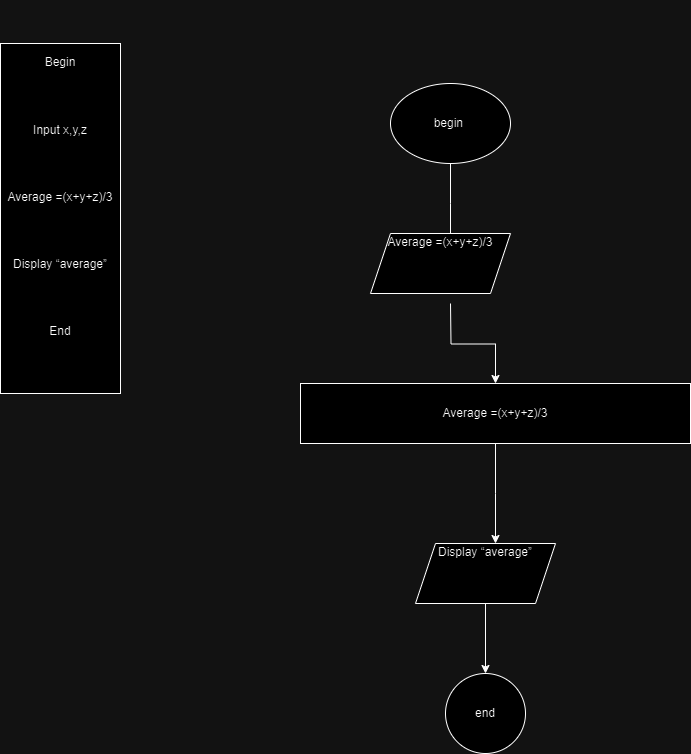 Begin
Input x,y,z
Average =(x+y+z)/3
Display “average”
End
begin
Average =(x+y+z)/3
Average =(x+y+z)/3
Display “average”
end